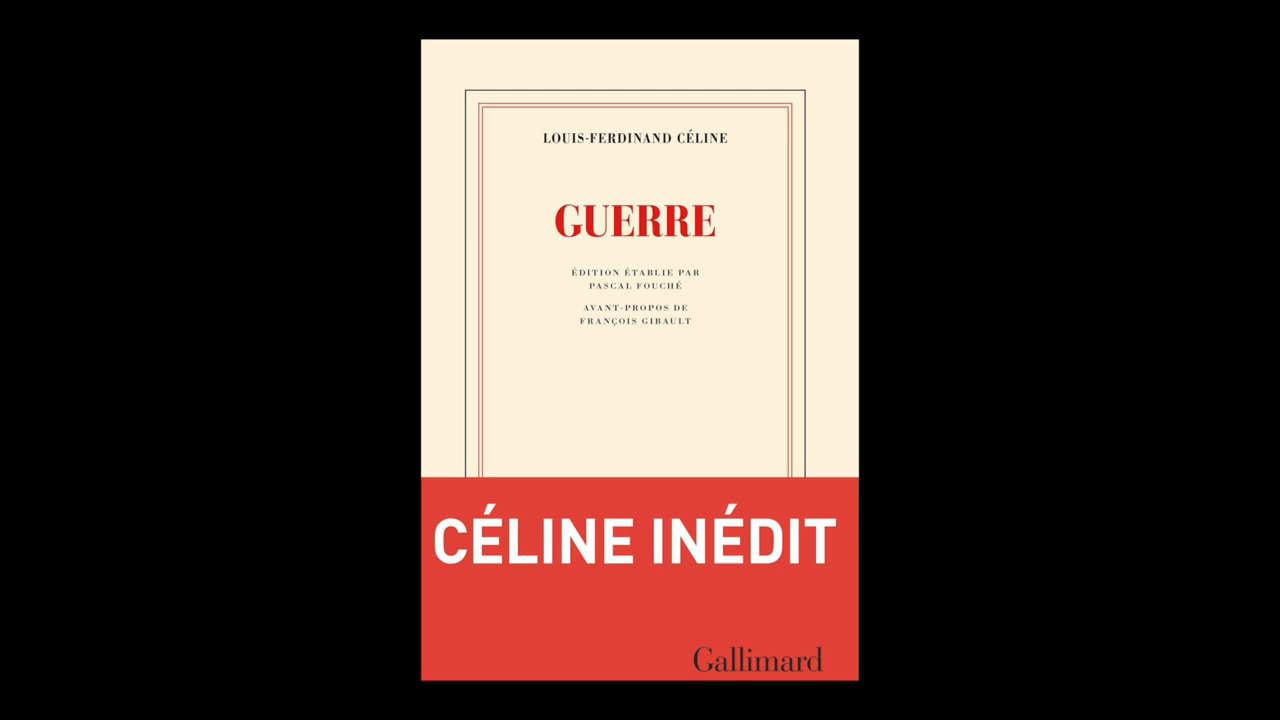 LOUIS-FERDINAND CÉLINE
GUERRE
ÉDITION ÉTABLIE PAR
PASCAL FOUCHÉ
AVANT-PROPOS DE
FRANÇOIS GIBAULT
CÉLINE INÉDIT
Gallimard